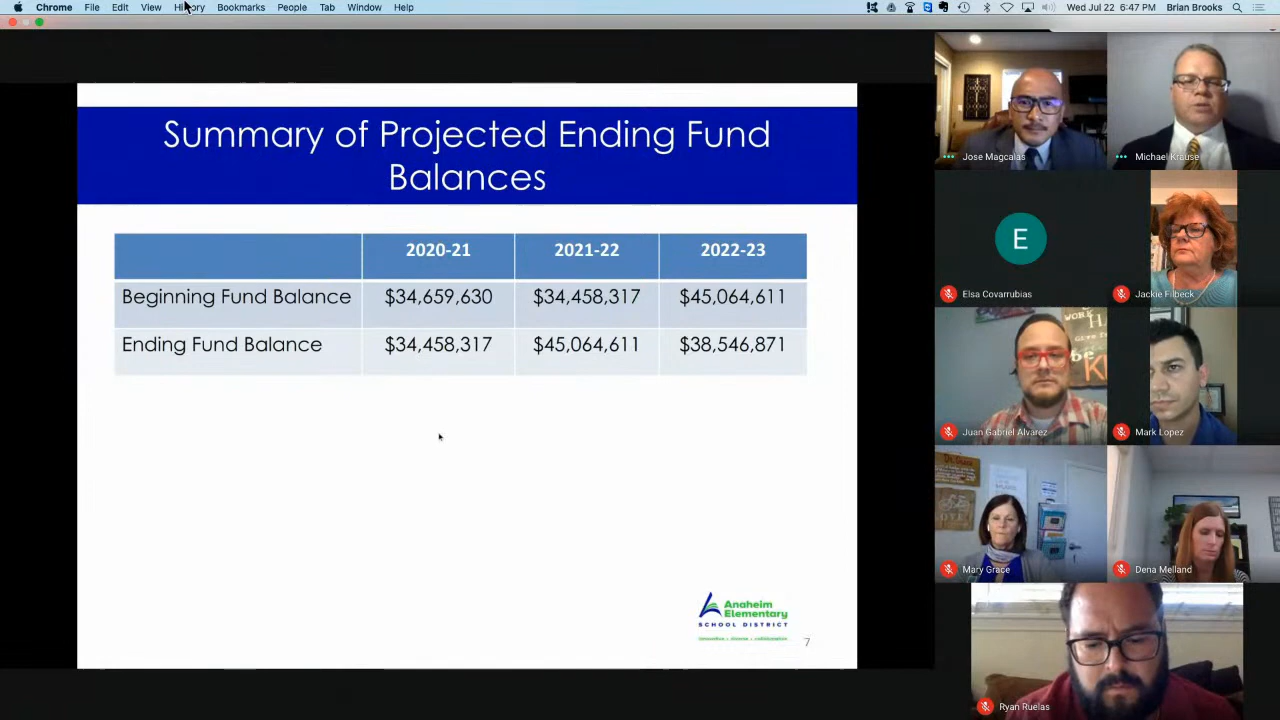 Chrome File Edit View History Bookmarks People Tab Window Help
Wed Jul 22 6:47 PM Brian Brooks
Summary of Projected Ending Fund
Balances
2020-21 2021-22 2022-23
Beginning Fund Balance $34,659,630 $34,458,317 $45,064,611
Ending Fund Balance $34,458,317 $45,064,611 $38,546,871
Anaheim
Elementary
SCHOOL DISTRICT
7
Jose Magcalas
Michael Krause
E
Elsa Covarrubias
Jackie Filbeck
Juan Gabriel Alvarez
Mark Lopez
Mary Grace
Dena Melland
Ryan Ruelas